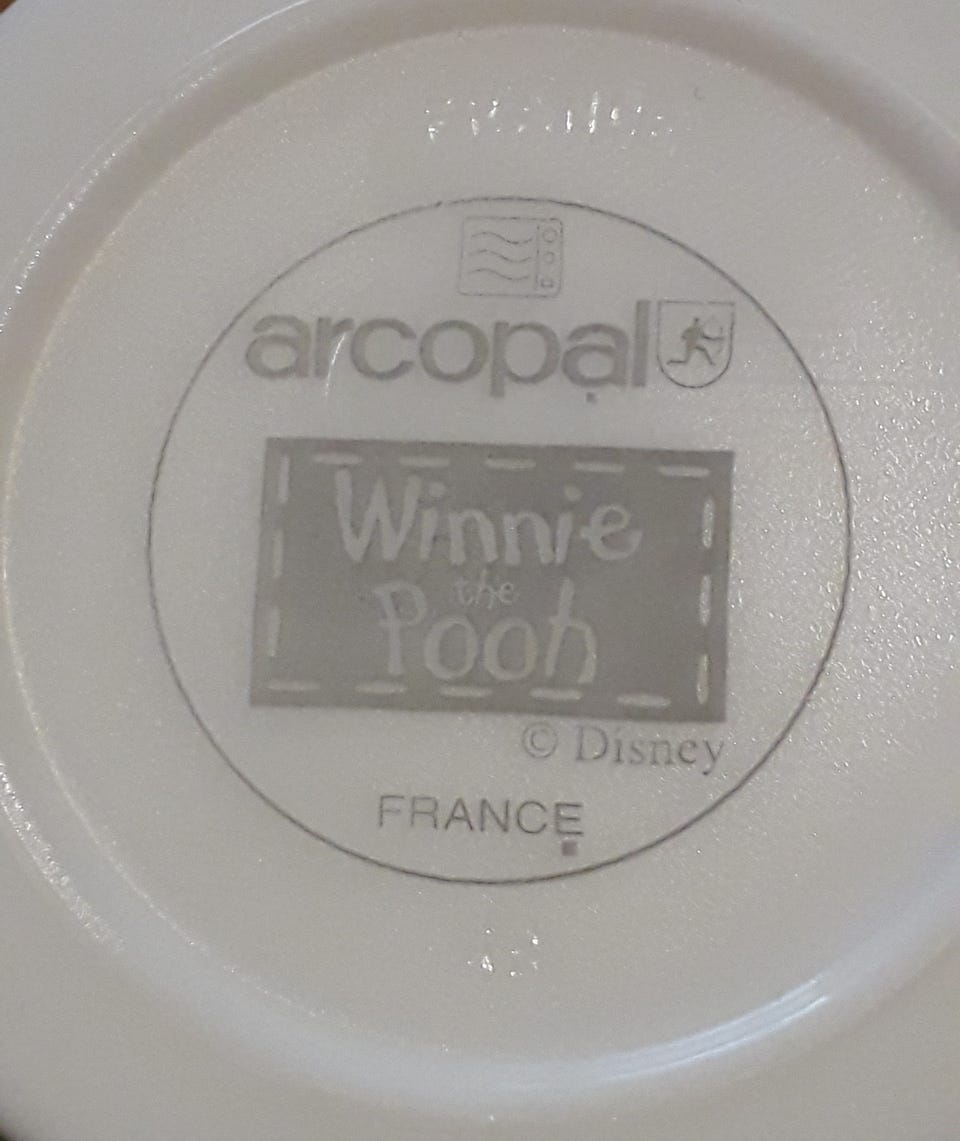 arcopal
Winnie
the
Pooh
© Disney
FRANCE